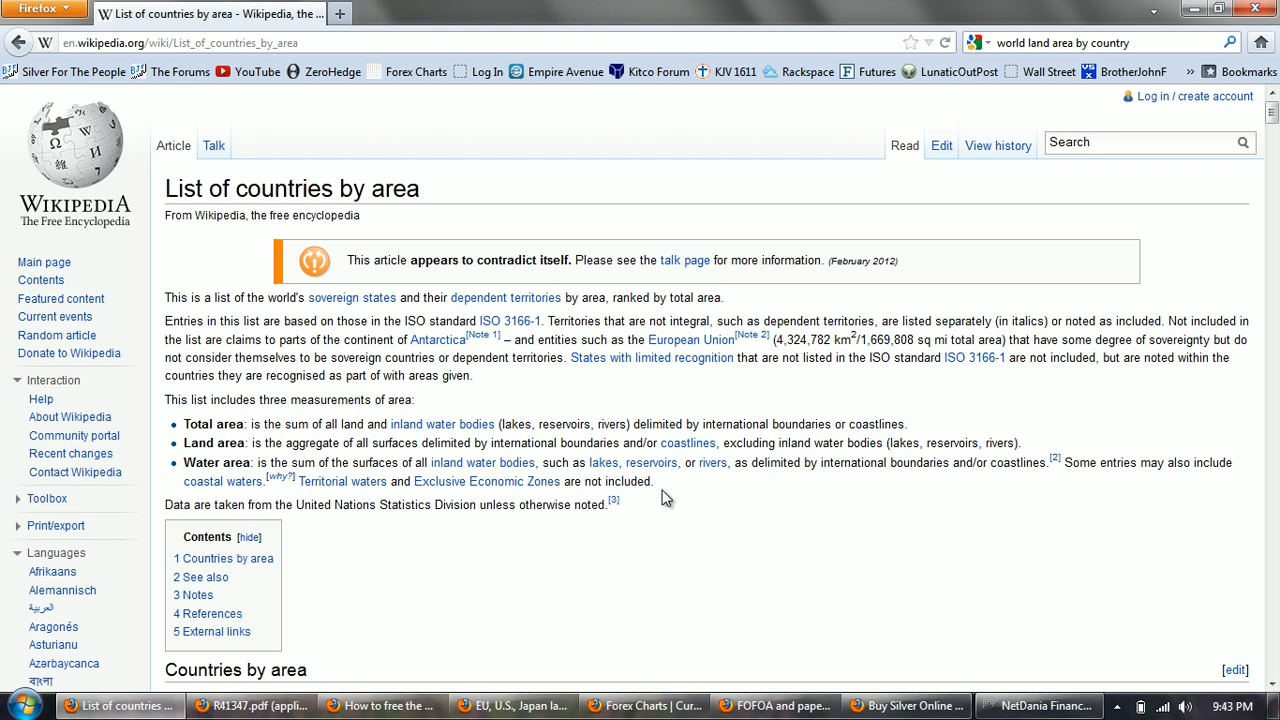 Firefox
List of countries by area - Wikipedia, the ...
en.wikipedia.org/wiki/List_of_countries_by_area
world land area by country
Silver For The People
The Forums
YouTube
ZeroHedge
Forex Charts
Log In
Empire Avenue
Kitco Forum
KJV 1611
Rackspace
Futures
LunaticOutPost
Wall Street
BrotherJohnF
»
Bookmarks
Log in / create account
WIKIPEDIA
The Free Encyclopedia
Article
Talk
Read
Edit
View history
Search
List of countries by area
From Wikipedia, the free encyclopedia
This article appears to contradict itself. Please see the talk page for more information. (February 2012)
This is a list of the world's sovereign states and their dependent territories by area, ranked by total area.
Entries in this list are based on those in the ISO standard ISO 3166-1. Territories that are not integral, such as dependent territories, are listed separately (in italics) or noted as included. Not included
in the list are claims to parts of the continent of Antarctica[Note 1] – and entities such as the European Union[Note 2] (4,324,782 km2/1,669,808 sq mi total area) that have some degree of sovereignty but do
not consider themselves to be sovereign countries or dependent territories. States with limited recognition that are not listed in the ISO standard ISO 3166-1 are not included, but are noted within the
countries they are recognised as part of with areas given.
This list includes three measurements of area:
Total area: is the sum of all land and inland water bodies (lakes, reservoirs, rivers) delimited by international boundaries or coastlines.
Land area: is the aggregate of all surfaces delimited by international boundaries and/or coastlines, excluding inland water bodies (lakes, reservoirs, rivers).
Water area: is the sum of the surfaces of all inland water bodies, such as lakes, reservoirs, or rivers, as delimited by international boundaries and/or coastlines.[2] Some entries may also include
coastal waters.[why?] Territorial waters and Exclusive Economic Zones are not included.
Data are taken from the United Nations Statistics Division unless otherwise noted.[3]
Contents [hide]
1 Countries by area
2 See also
3 Notes
4 References
5 External links
Countries by area
[edit]
Main page
Contents
Featured content
Current events
Random article
Donate to Wikipedia
Interaction
Help
About Wikipedia
Community portal
Recent changes
Contact Wikipedia
Toolbox
Print/export
Languages
Afrikaans
Alemannisch
العربية
Aragonés
Asturianu
Azərbaycanca
বাংলা
List of countries ...
R41347.pdf (appli...
How to free the ...
EU, U.S., Japan la...
Forex Charts | Cur...
FOFOA and pape...
Buy Silver Online ...
NetDania Financ...
9:43 PM